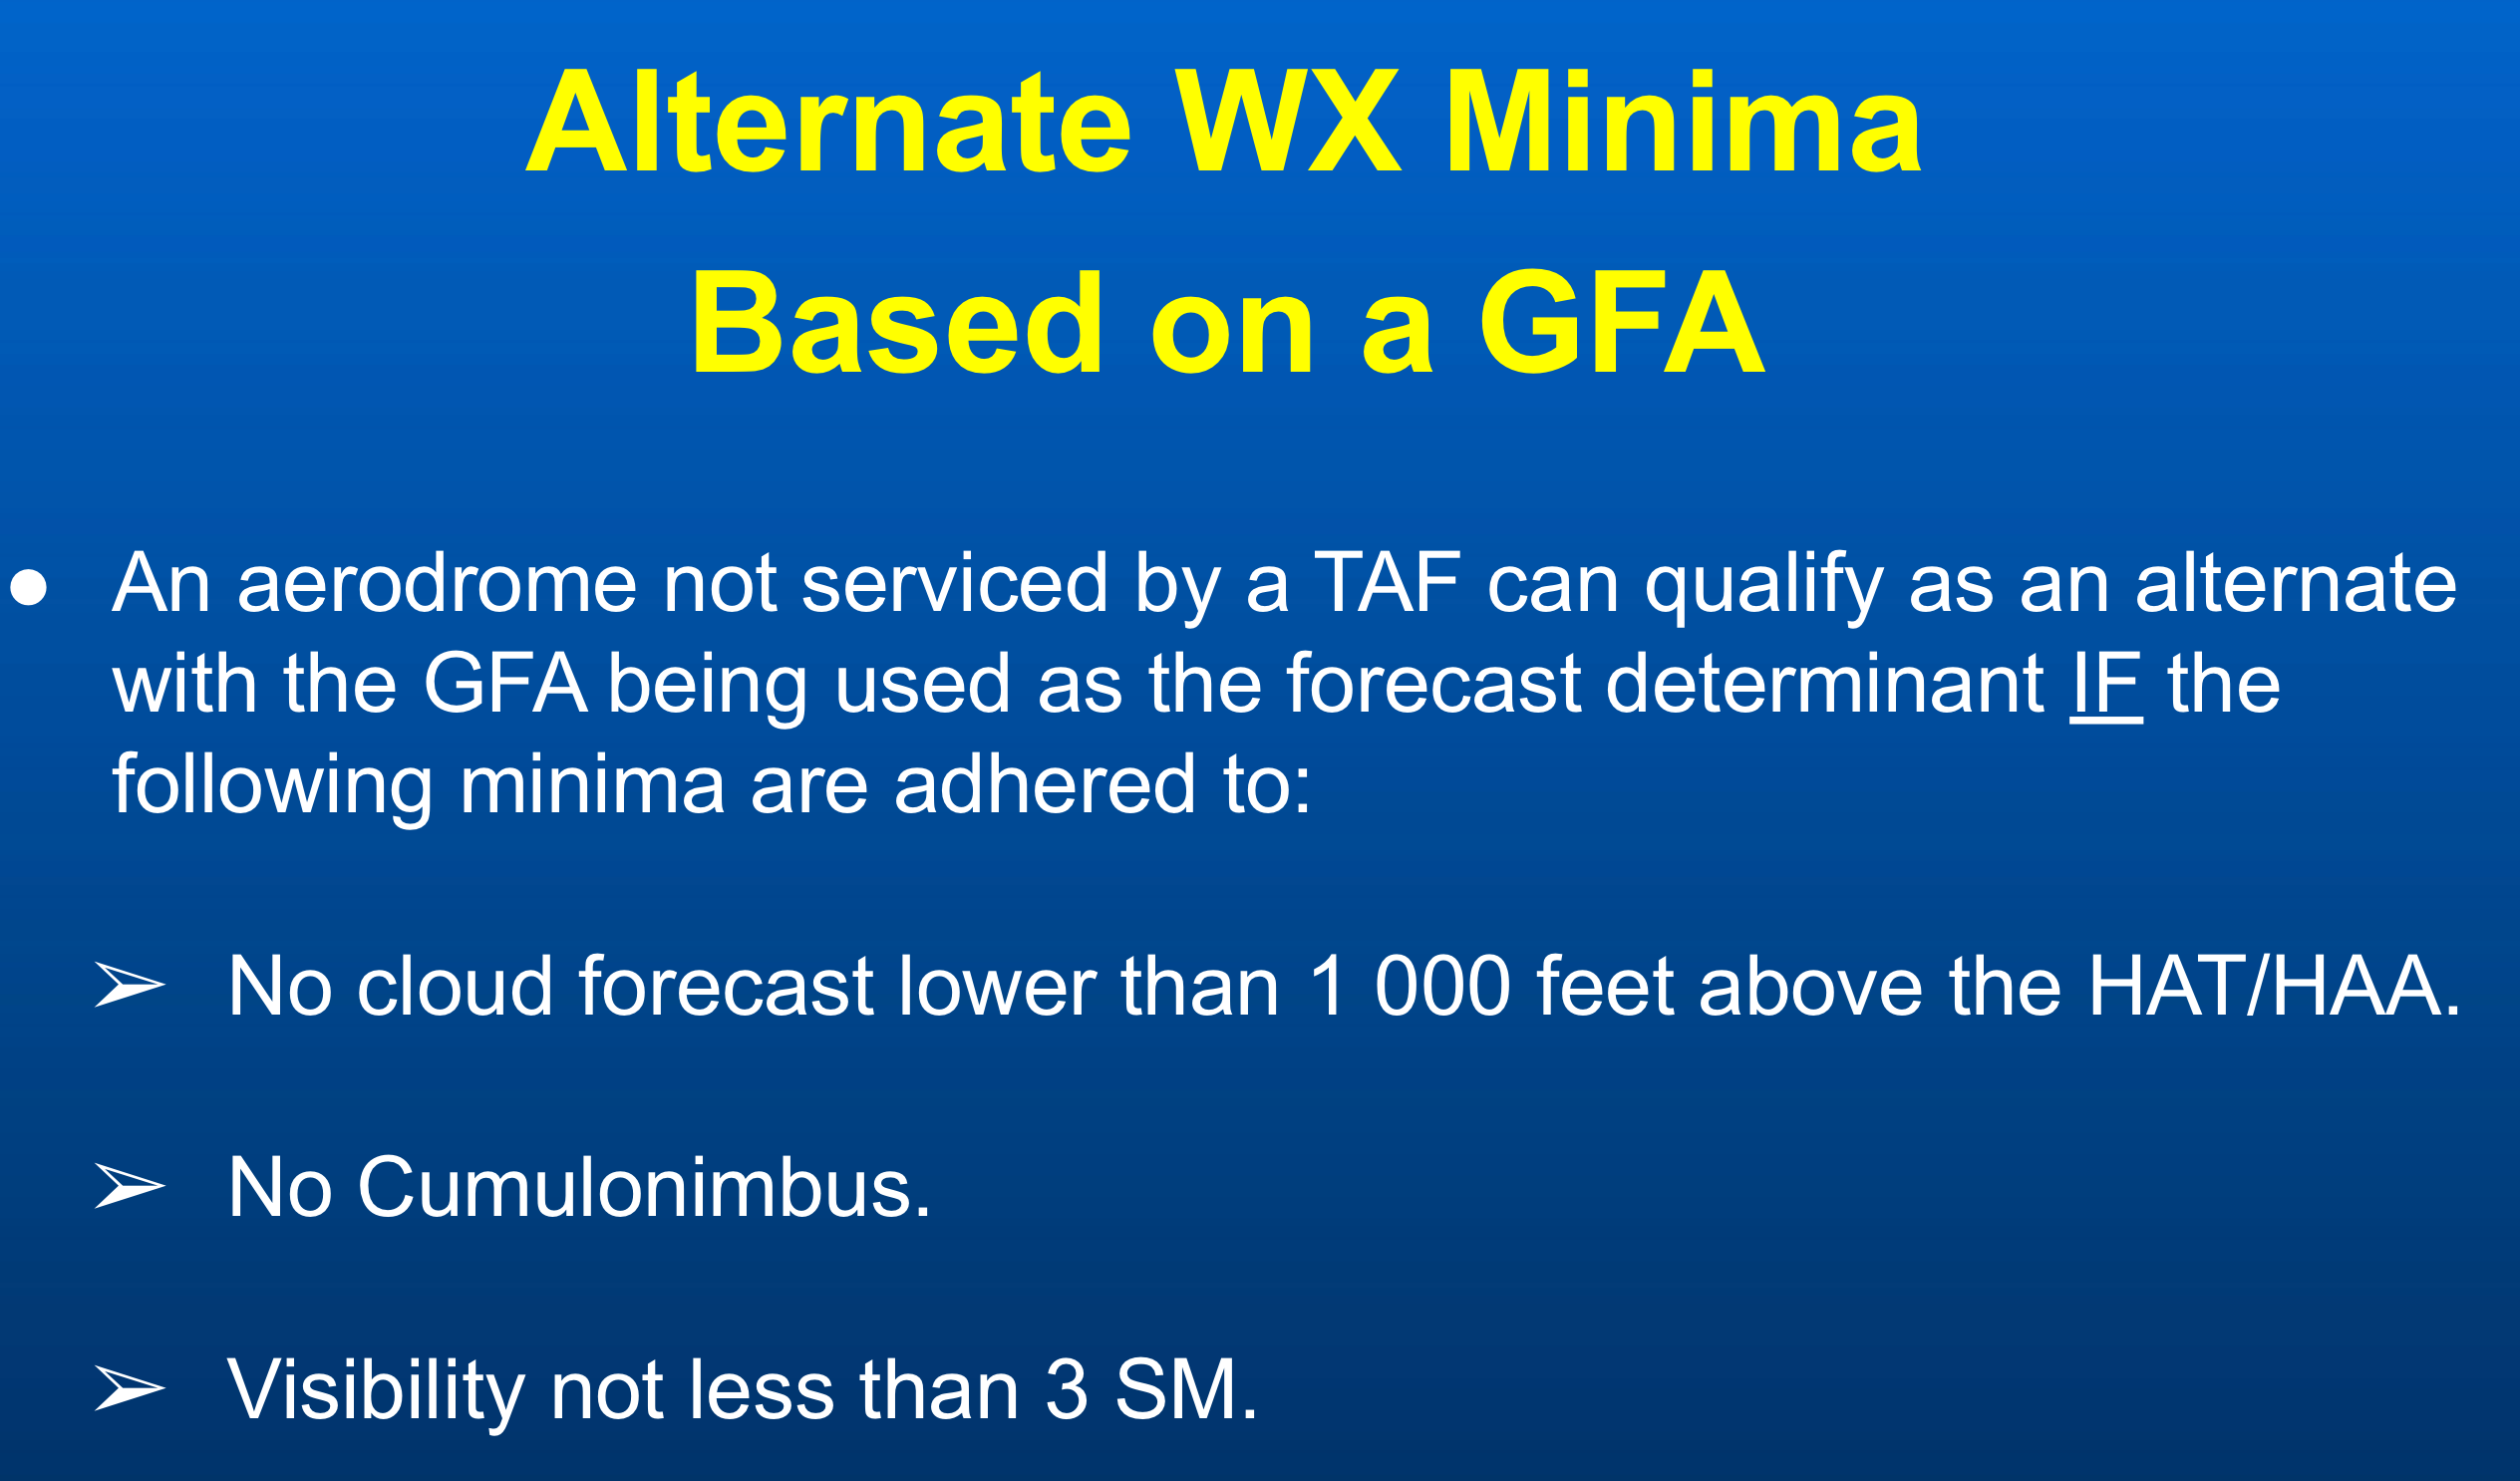 Alternate WX Minima
Based on a GFA
● An aerodrome not serviced by a TAF can qualify as an alternate
with the GFA being used as the forecast determinant IF the
following minima are adhered to:
➢ No cloud forecast lower than 1 000 feet above the HAT/HAA.
➢ No Cumulonimbus.
➢ Visibility not less than 3 SM.